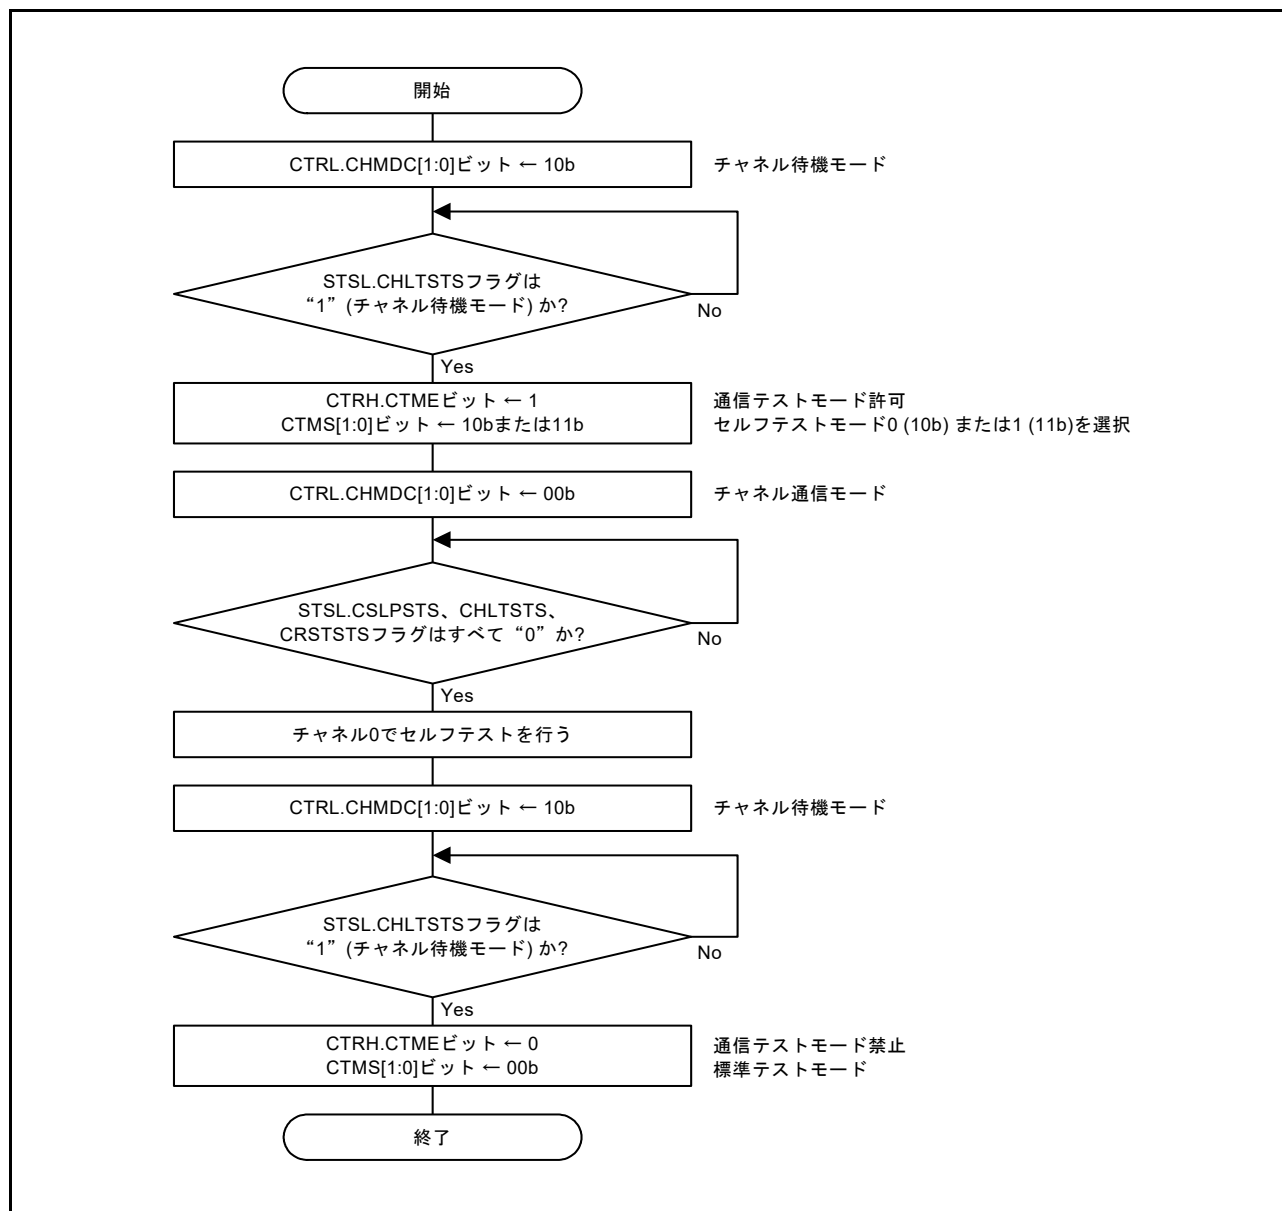 開始
CTRL.CHMDC[1:0]ビット ← 10b
チャネル待機モード
STSL.CHLTSTSフラグは
“1” (チャネル待機モード) か?
No
Yes
CTRH.CTMEビット ← 1
CTMS[1:0]ビット ← 10bまたは11b
通信テストモード許可
セルフテストモード0 (10b) または1 (11b)を選択
CTRL.CHMDC[1:0]ビット ← 00b
チャネル通信モード
STSL.CSLPSTS、CHLTSTS、
CRSTSTSフラグはすべて“0”か?
No
Yes
チャネル0でセルフテストを行う
CTRL.CHMDC[1:0]ビット ← 10b
チャネル待機モード
STSL.CHLTSTSフラグは
“1” (チャネル待機モード) か?
No
Yes
CTRH.CTMEビット ← 0
CTMS[1:0]ビット ← 00b
通信テストモード禁止
標準テストモード
終了